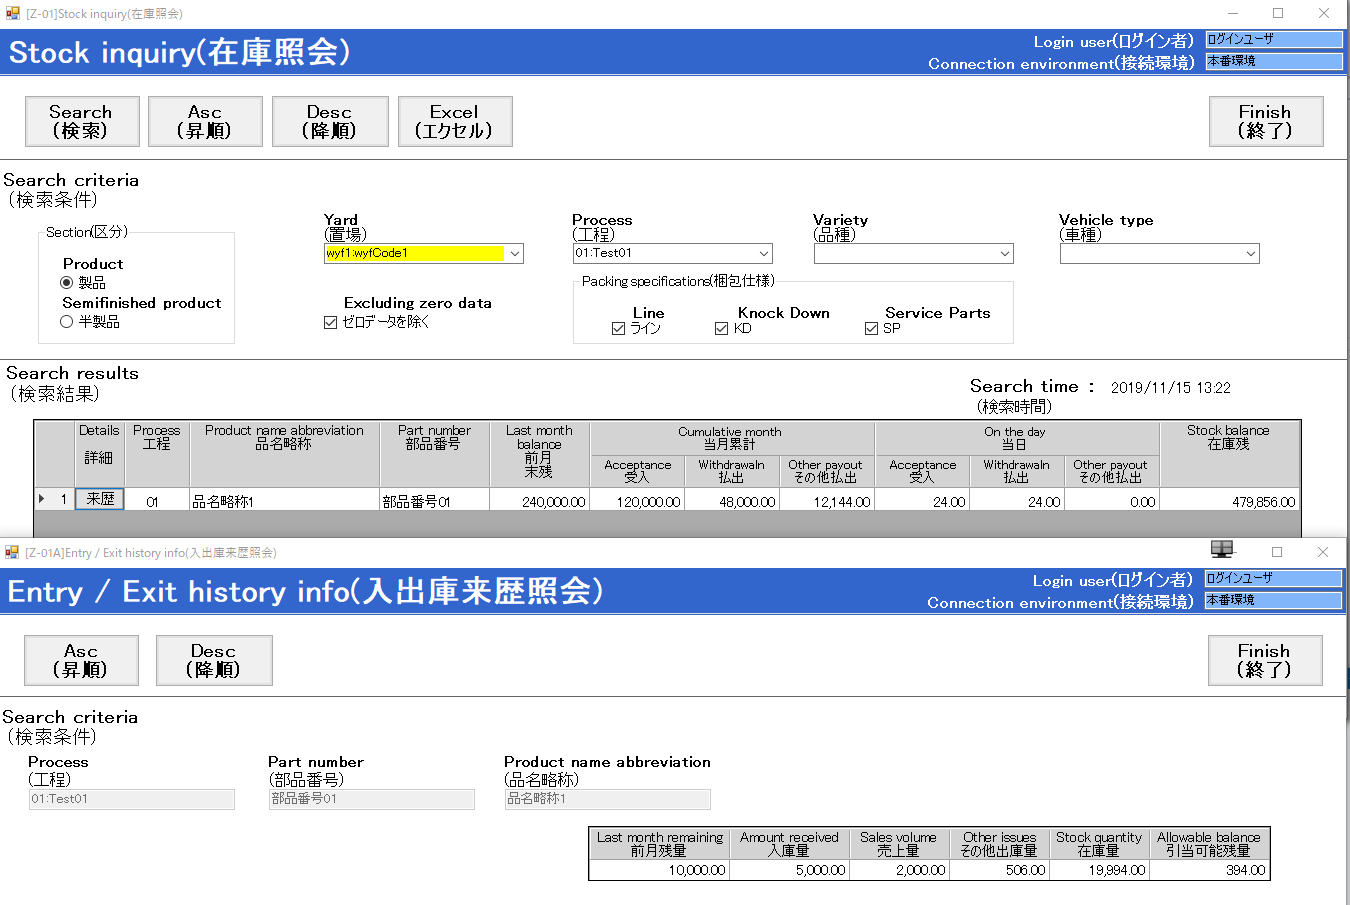 [Z-01]Stock inquiry(在庫照会)
Stock inquiry(在庫照会)
Login user(ログイン者)
ログインユーザ
Connection environment(接続環境)
本番環境
Search
(検索)
Asc
(昇順)
Desc
(降順)
Excel
(エクセル)
Finish
(終了)
Search criteria
(検索条件)
Section(区分)
Product
製品
Semifinished product
半製品
Yard
(置場)
wyf1:wyfCode1
Excluding zero data
ゼロデータを除く
Process
(工程)
01:Test01
Variety
(品種)
Vehicle type
(車種)
Packing specifications(梱包仕様)
Line
ライン
Knock Down
KD
Service Parts
SP
Search results
(検索結果)
Search time : 2019/11/15 13:22
(検索時間)
Details
詳細
Process
工程
Product name abbreviation
品名略称
Part number
部品番号
Last month
balance
前月
末残
Cumulative month
当月累計
Acceptance
受入
Withdrawaln
払出
Other payout
その他払出
On the day
当日
Acceptance
受入
Withdrawaln
払出
Other payout
その他払出
Stock balance
在庫残
1 来歴 01 品名略称1 部品番号01 240,000.00 120,000.00 48,000.00 12,144.00 24.00 24.00 0.00 479,856.00
[Z-01A]Entry / Exit history info(入出庫来歴照会)
Entry / Exit history info(入出庫来歴照会)
Login user(ログイン者)
ログインユーザ
Connection environment(接続環境)
本番環境
Asc
(昇順)
Desc
(降順)
Finish
(終了)
Search criteria
(検索条件)
Process
(工程)
01:Test01
Part number
(部品番号)
部品番号01
Product name abbreviation
(品名略称)
品名略称1
Last month remaining
前月残量
Amount received
入庫量
Sales volume
売上量
Other issues
その他出庫量
Stock quantity
在庫量
Allowable balance
引当可能残量
10,000.00 5,000.00 2,000.00 506.00 19,994.00 394.00